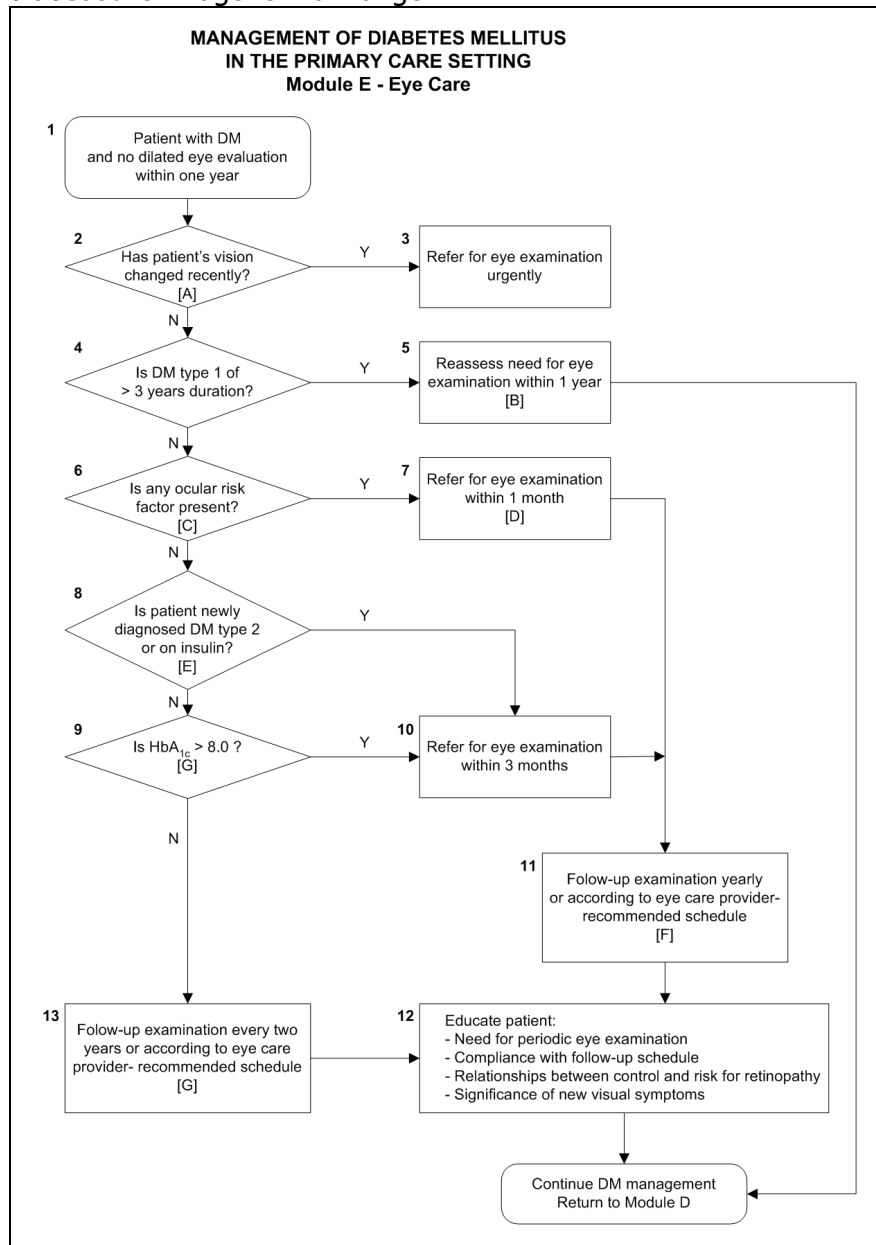 MANAGEMENT OF DIABETES MELLITUS
IN THE PRIMARY CARE SETTING
Module E - Eye Care
1
Patient with DM
and no dilated eye evaluation
within one year
2
Has patient's vision
changed recently?
[A]
Y
N
3
Refer for eye examination
urgently
4
Is DM type 1 of
> 3 years duration?
Y
N
5
Reassess need for eye
examination within 1 year
[B]
6
Is any ocular risk
factor present?
[C]
Y
N
7
Refer for eye examination
within 1 month
[D]
8
Is patient newly
diagnosed DM type 2
or on insulin?
[E]
Y
N
9
Is HbA1c > 8.0 ?
[G]
Y
N
10
Refer for eye examination
within 3 months
11
Folow-up examination yearly
or according to eye care provider-
recommended schedule
[F]
13
Folow-up examination every two
years or according to eye care
provider- recommended schedule
[G]
12
Educate patient:
- Need for periodic eye examination
- Compliance with follow-up schedule
- Relationships between control and risk for retinopathy
- Significance of new visual symptoms
Continue DM management
Return to Module D